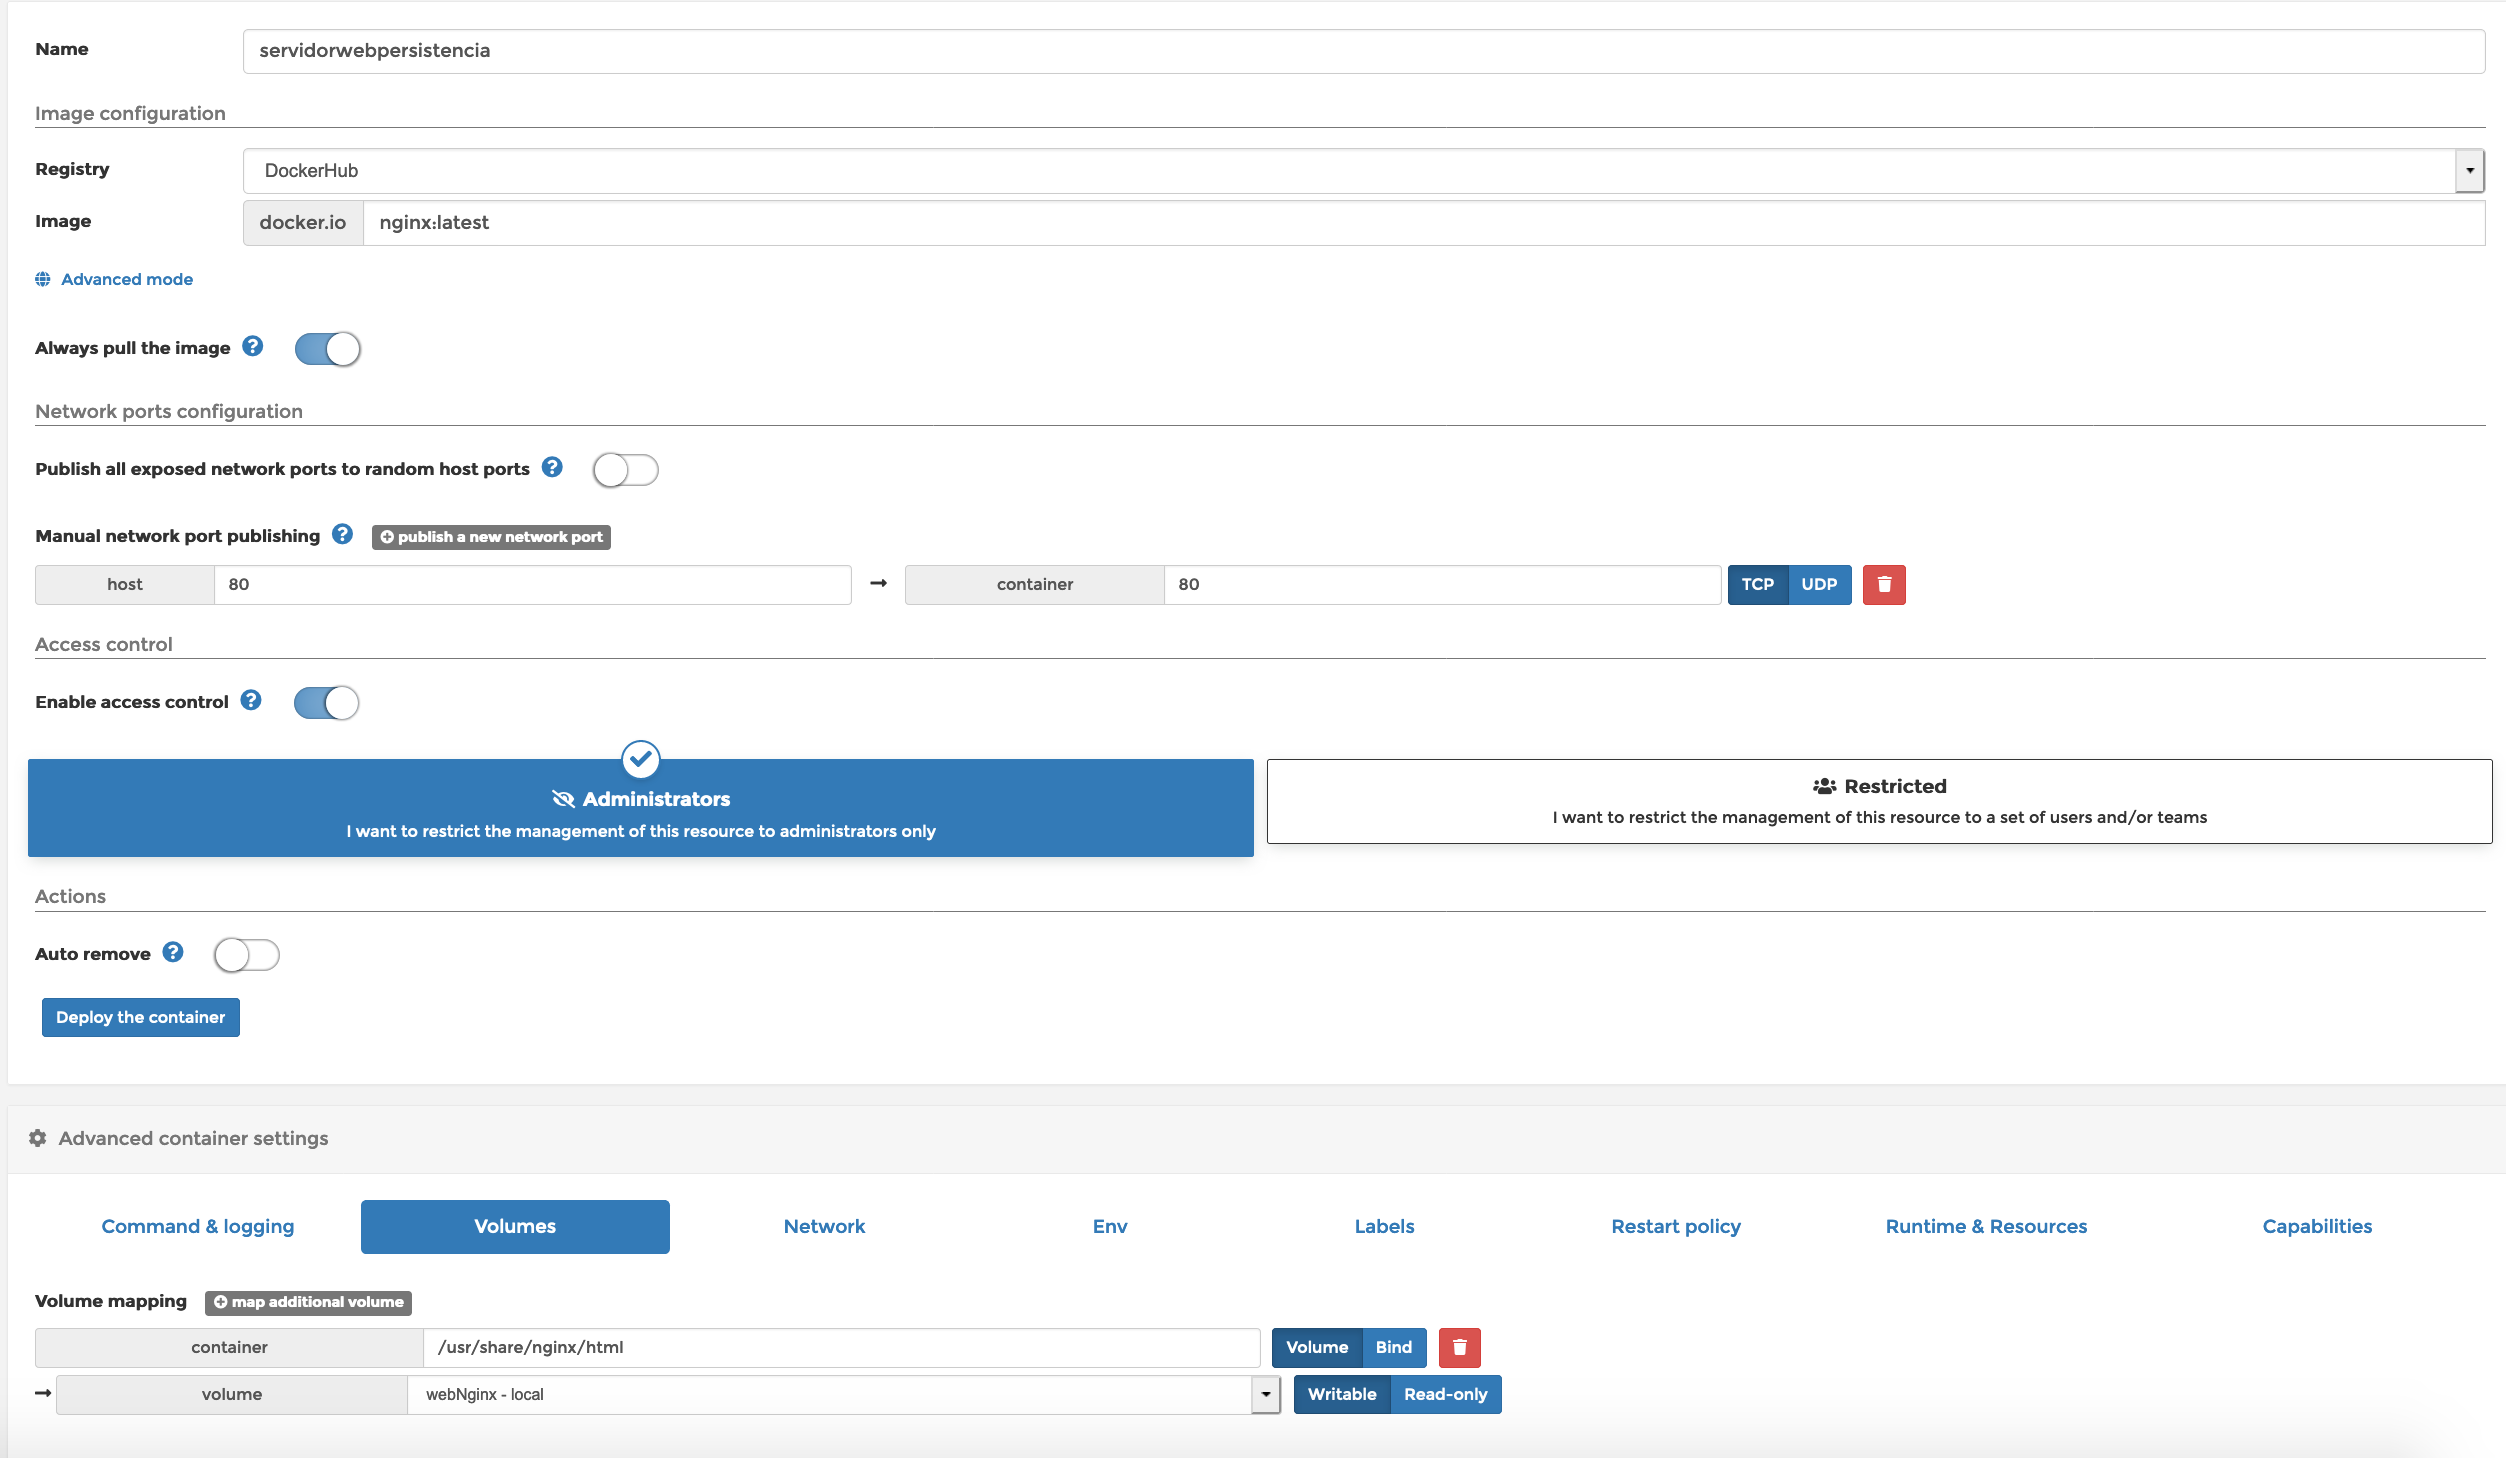 Name
servidorwebpersistencia
Image configuration
Registry
DockerHub
Image
docker.io
nginx:latest
Advanced mode
Always pull the image
Network ports configuration
Publish all exposed network ports to random host ports
Manual network port publishing
publish a new network port
host
80
container
80
TCP
UDP
Access control
Enable access control
Administrators
I want to restrict the management of this resource to administrators only
Restricted
I want to restrict the management of this resource to a set of users and/or teams
Actions
Auto remove
Deploy the container
Advanced container settings
Command & logging
Volumes
Network
Env
Labels
Restart policy
Runtime & Resources
Capabilities
Volume mapping
map additional volume
container
/usr/share/nginx/html
Volume
Bind
volume
webNginx - local
Writable
Read-only